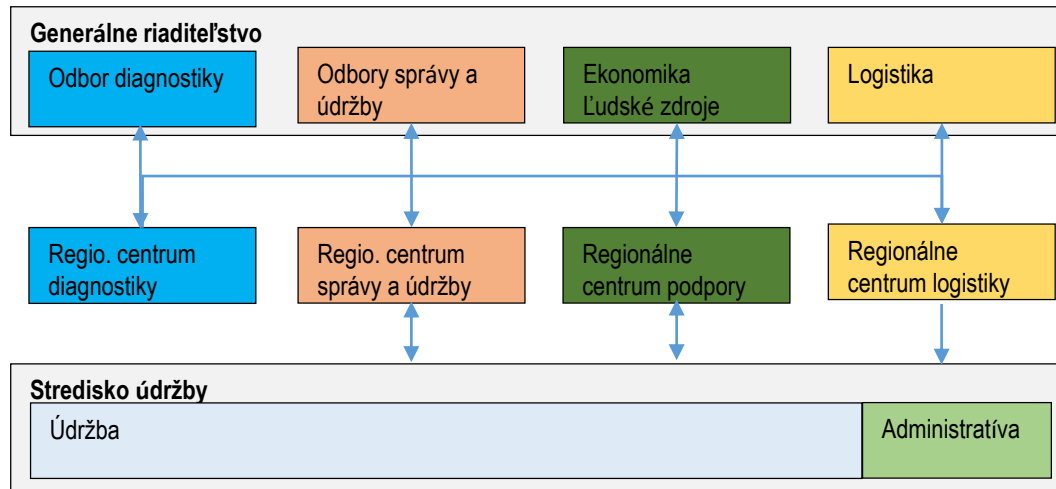 Generálne riaditeľstvo
Odbor diagnostiky
Odbory správy a
údržby
Ekonomika
Ľudské zdroje
Logistika
Regio. centrum
diagnostiky
Regio. centrum
správy a údržby
Regionálne
centrum podpory
Regionálne
centrum logistiky
Stredisko údržby
Údržba
Administratíva